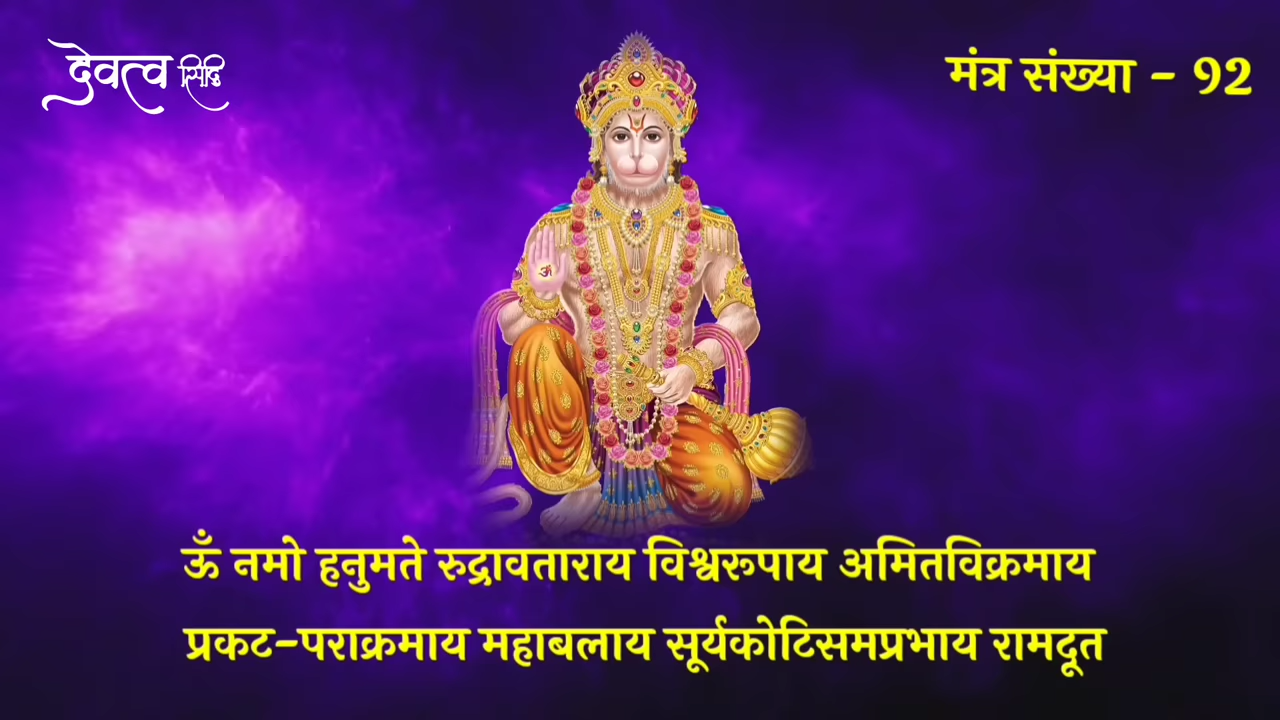 देवत्व सिद्धि
मंत्र संख्या - 92
ॐ
ऊँ नमो हनुमते रुद्रावताराय विश्वरूपाय अमितविक्रमाय
प्रकट-पराक्रमाय महाबलाय सूर्यकोटिसमप्रभाय रामदूत